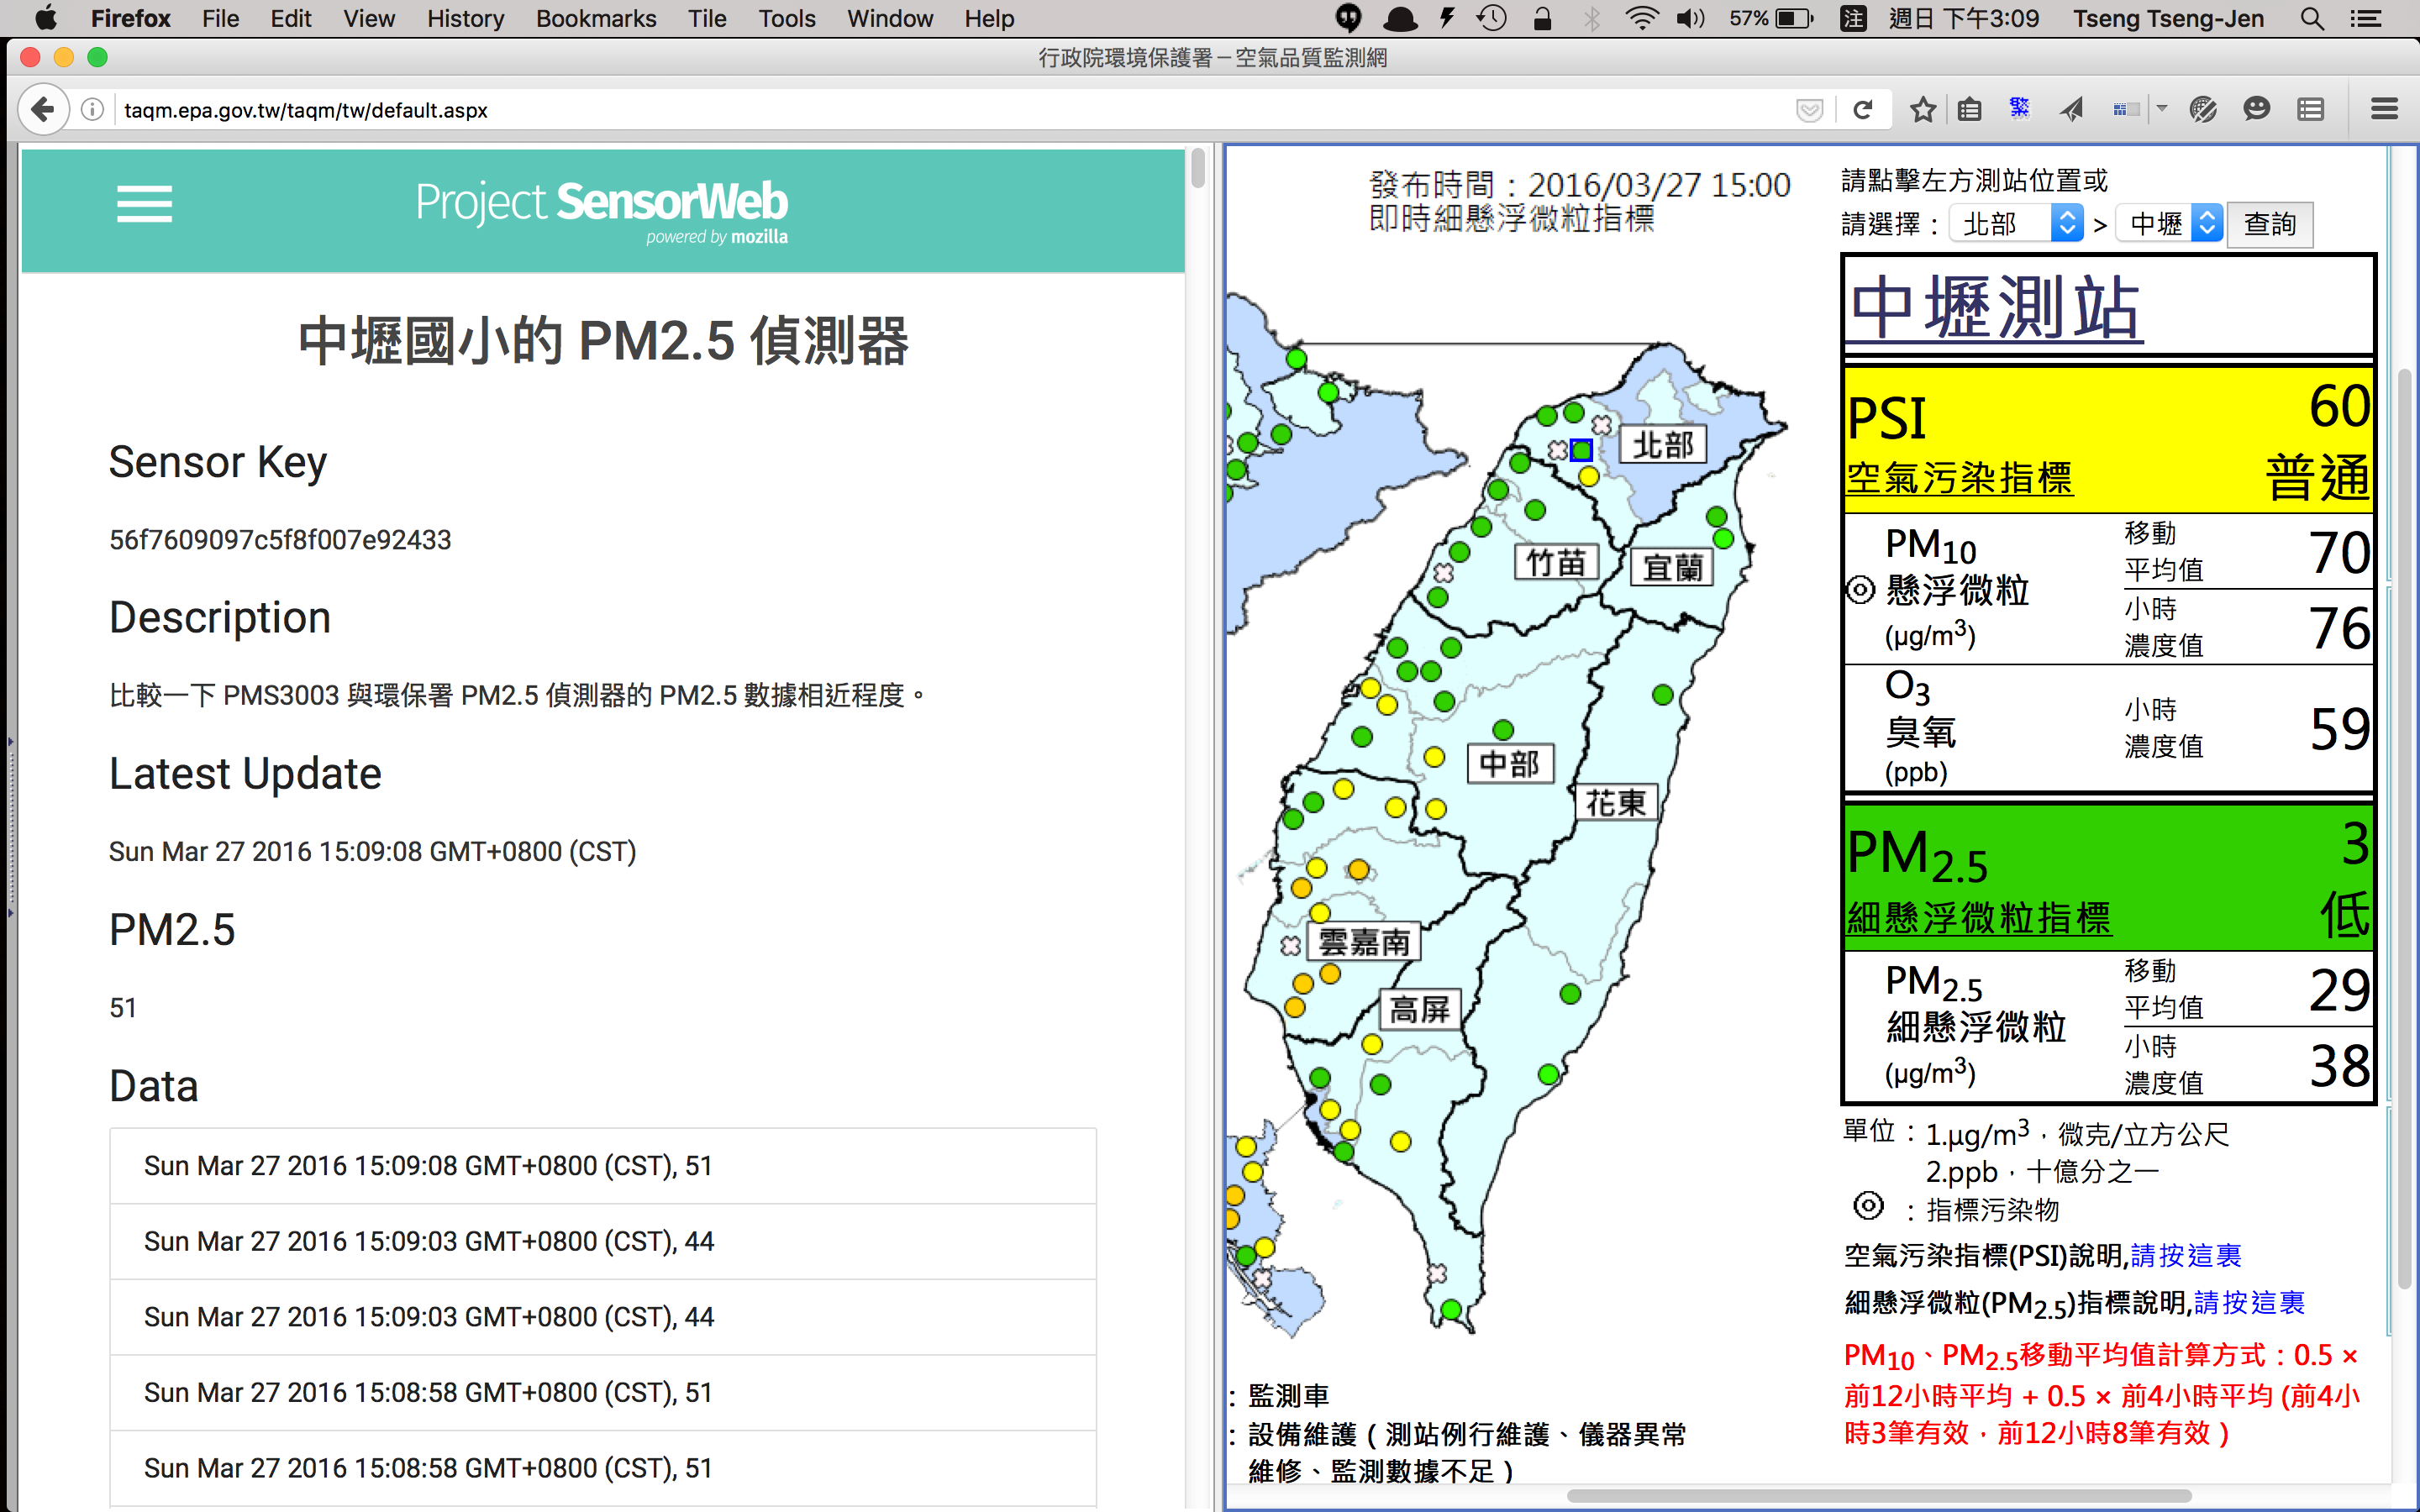 Firefox File Edit View History Bookmarks Tile Tools Window Help 57% 注 週日 下午3:09 Tseng Tseng-Jen
行政院環境保護署－空氣品質監測網
taqm.epa.gov.tw/taqm/tw/default.aspx
繁
Project SensorWeb
powered by mozilla
中壢國小的 PM2.5 偵測器
Sensor Key
56f7609097c5f8f007e92433
Description
比較一下 PMS3003 與環保署 PM2.5 偵測器的 PM2.5 數據相近程度。
Latest Update
Sun Mar 27 2016 15:09:08 GMT+0800 (CST)
PM2.5
51
Data
Sun Mar 27 2016 15:09:08 GMT+0800 (CST), 51
Sun Mar 27 2016 15:09:03 GMT+0800 (CST), 44
Sun Mar 27 2016 15:09:03 GMT+0800 (CST), 44
Sun Mar 27 2016 15:08:58 GMT+0800 (CST), 51
Sun Mar 27 2016 15:08:58 GMT+0800 (CST), 51
發布時間：2016/03/27 15:00
即時細懸浮微粒指標
北部
竹苗
宜蘭
中部
花東
雲嘉南
高屏
：監測車
：設備維護（測站例行維護、儀器異常
維修、監測數據不足）
請點擊左方測站位置或
請選擇：北部 > 中壢 查詢
中壢測站
PSI 60
空氣污染指標 普通
PM10 移動
平均值 70
懸浮微粒
(μg/m3) 小時
濃度值 76
O3
臭氧 小時
濃度值 59
(ppb)
PM2.5 3
細懸浮微粒指標 低
PM2.5 移動
平均值 29
細懸浮微粒
(μg/m3) 小時
濃度值 38
單位：1.μg/m3，微克/立方公尺
2.ppb，十億分之一
：指標污染物
空氣污染指標(PSI)說明,請按這裏
細懸浮微粒(PM2.5)指標說明,請按這裏
PM10、PM2.5移動平均值計算方式：0.5 ×
前12小時平均 + 0.5 × 前4小時平均 (前4小
時3筆有效，前12小時8筆有效）